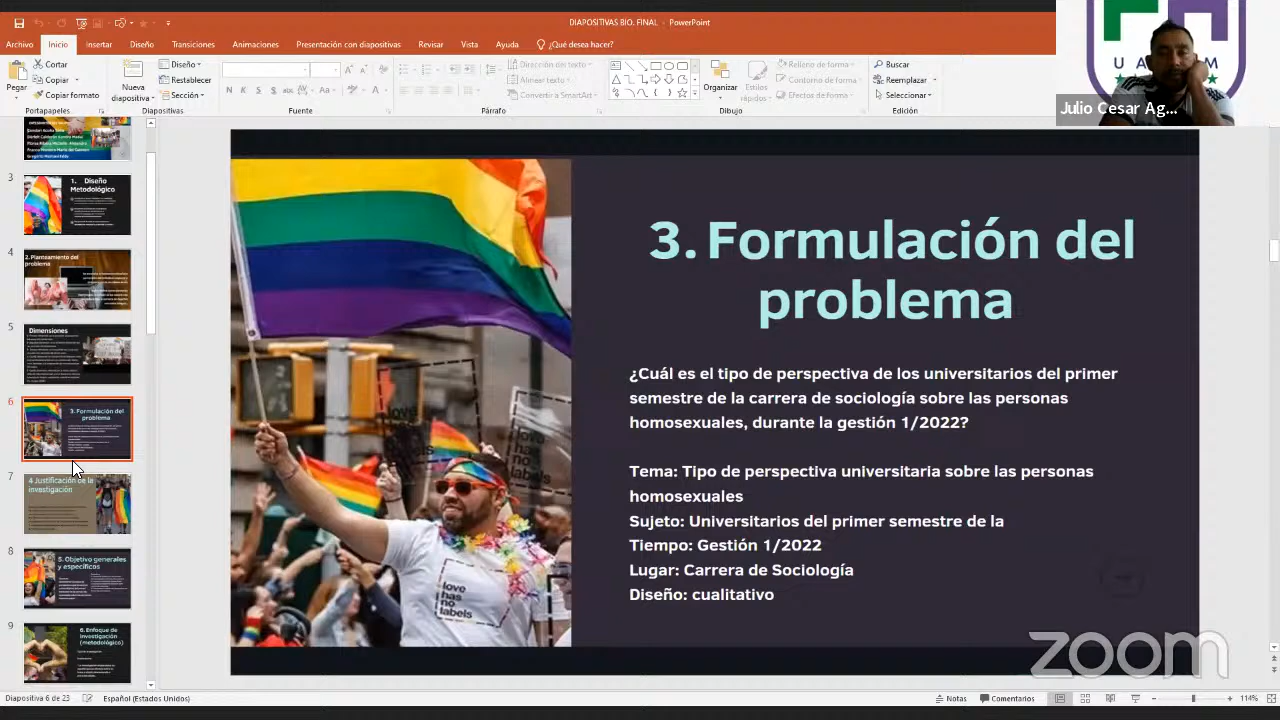 DIAPOSITIVAS BIO. FINAL - PowerPoint
Archivo Inicio Insertar Diseño Transiciones Animaciones Presentación con diapositivas Revisar Vista Ayuda ¿Qué desea hacer?
Pegar
Cortar
Copiar
Copiar formato
Portapapeles
Nueva
diapositiva
Diseño
Restablecer
Sección
Diapositivas
N K S
Fuente
Párrafo
Dirección del texto
Alinear texto
Convertir a SmartArt
Organizar
Estilos
rápidos
Relleno de forma
Contorno de forma
Efectos de forma
Dibujo
Buscar
Reemplazar
Seleccionar
Edición
Julio Cesar Ag...
3
1. Diseño
Metodológico
4
2. Planteamiento del
problema
5
Dimensiones
6
3. Formulación del
problema
7
4 Justificación de la
investigación
8
5. Objetivo generales
y específicos
9
6. Enfoque de
investigación
(metodológico)
3. Formulación del
problema
¿Cuál es el tipo de perspectiva de los universitarios del primer
semestre de la carrera de sociología sobre las personas
homosexuales, durante la gestión 1/2022?
Tema: Tipo de perspectiva universitaria sobre las personas
homosexuales
Sujeto: Universitarios del primer semestre de la
Tiempo: Gestión 1/2022
Lugar: Carrera de Sociología
Diseño: cualitativo
love
has
no
labels
zoom
Diapositiva 6 de 23 Español (Estados Unidos) Notas Comentarios 114%